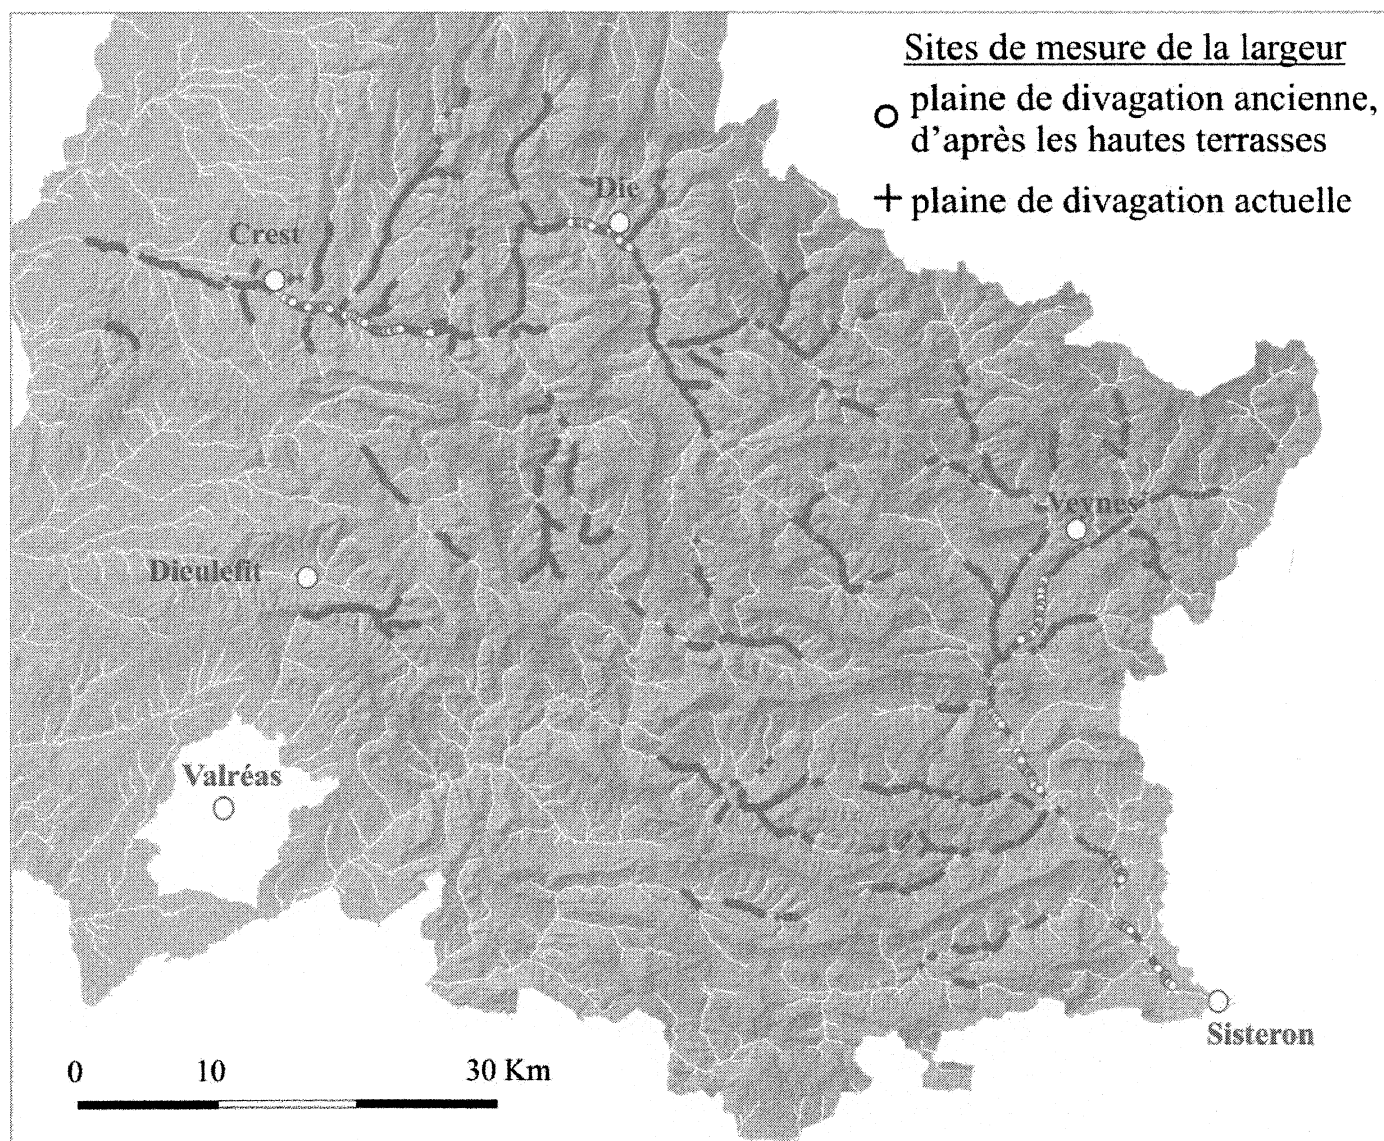 Sites de mesure de la largeur
plaine de divagation ancienne,
d'après les hautes terrasses
plaine de divagation actuelle
Die
Crest
Veynes
Dieulefit
Valréas
Sisteron
0 10 30 Km